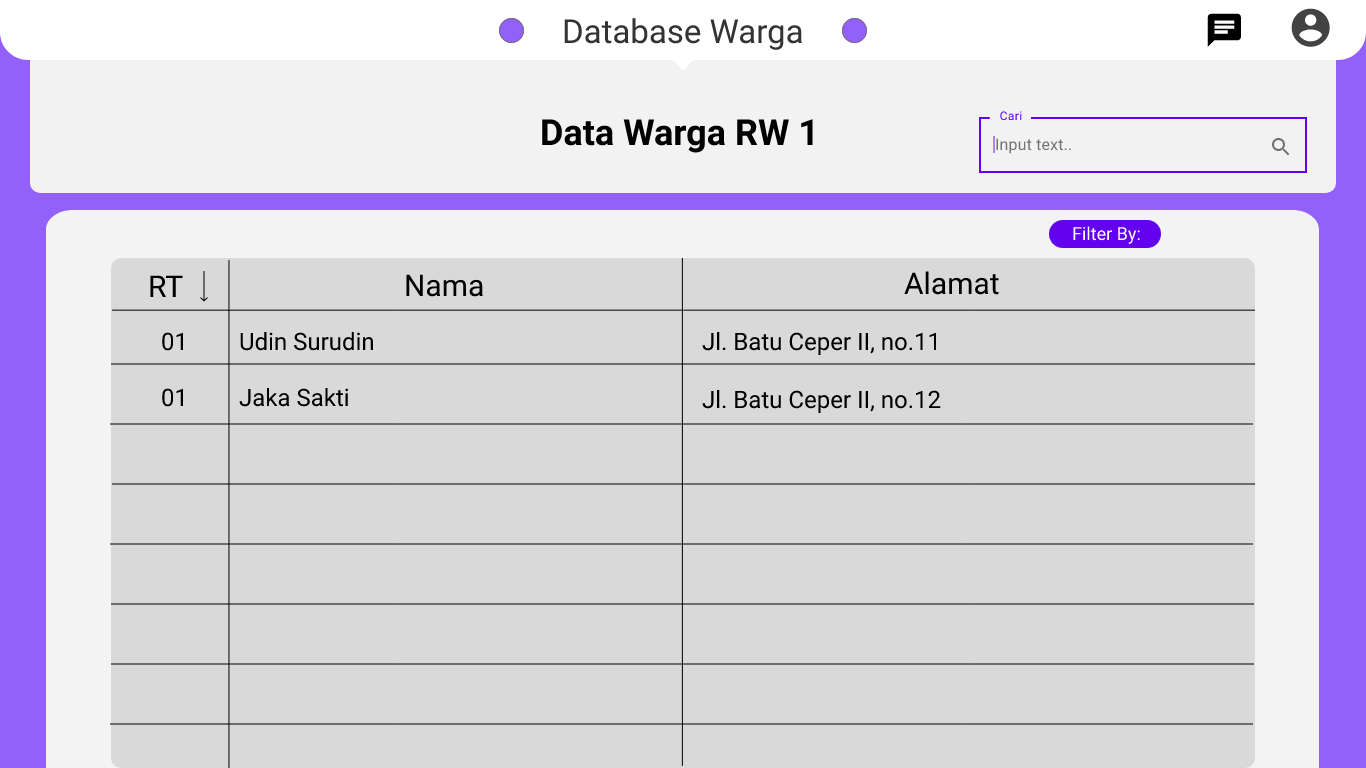 Database Warga
Data Warga RW 1
Cari
Input text..
Filter By:
RT ↓ Nama Alamat
01 Udin Surudin Jl. Batu Ceper II, no.11
01 Jaka Sakti Jl. Batu Ceper II, no.12